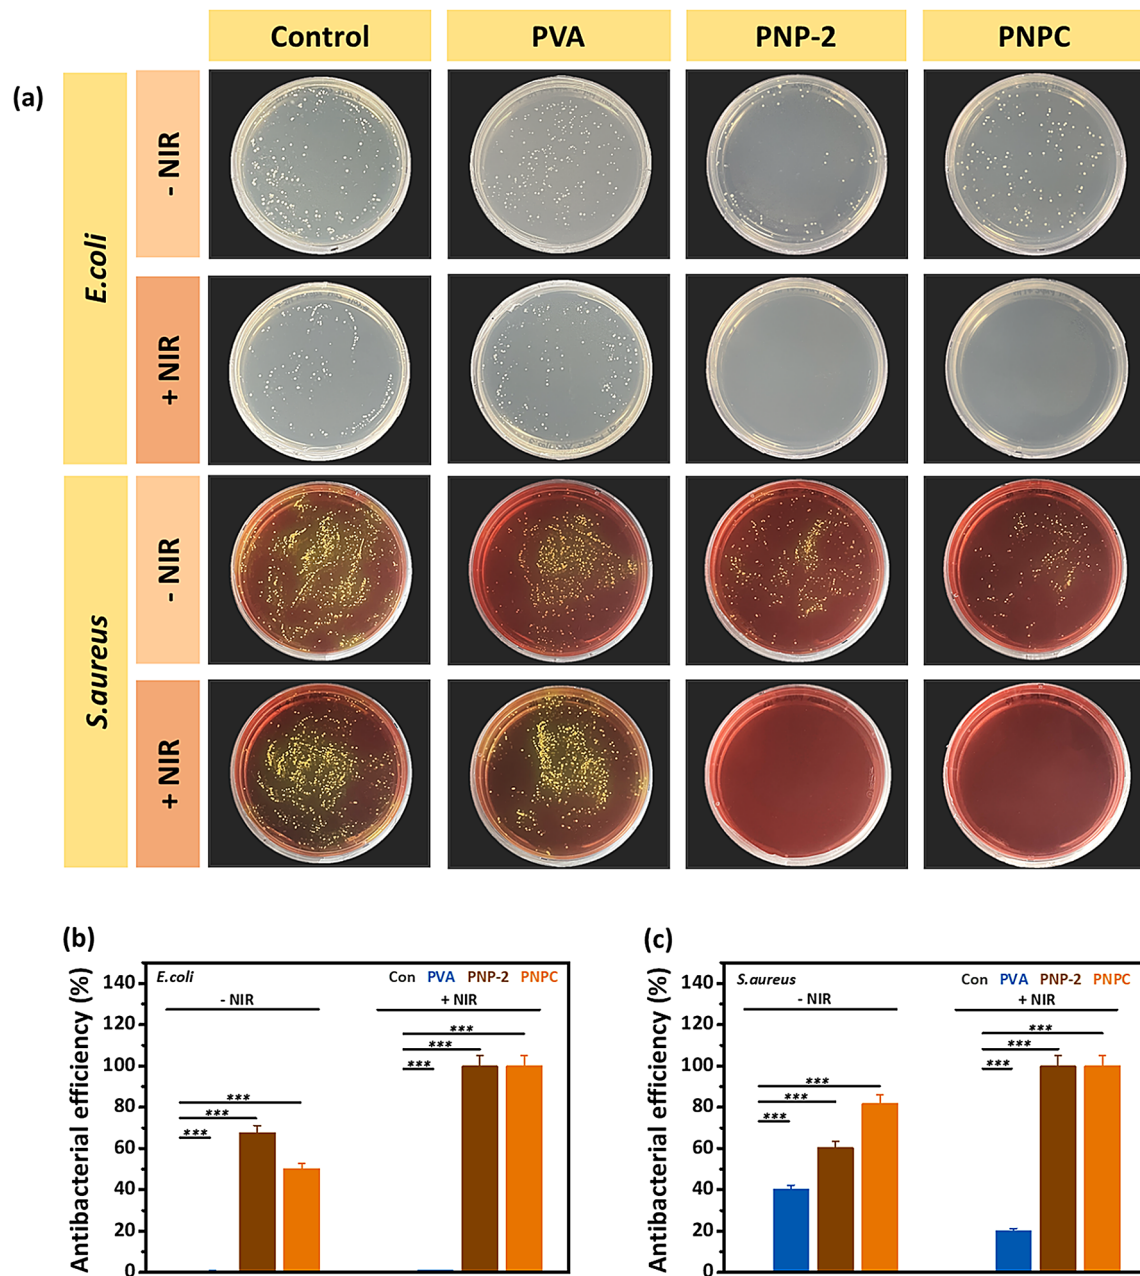 Control PVA PNP-2 PNPC
(a)
E.coli
- NIR
+ NIR
S.aureus
- NIR
+ NIR
(b)
Antibacterial efficiency (%)
140
120
100
80
60
40
20
0
E.coli
Con PVA PNP-2 PNPC
- NIR
+ NIR
***
***
***
***
***
***
(c)
Antibacterial efficiency (%)
140
120
100
80
60
40
20
0
S.aureus
Con PVA PNP-2 PNPC
- NIR
+ NIR
***
***
***
***
***
***